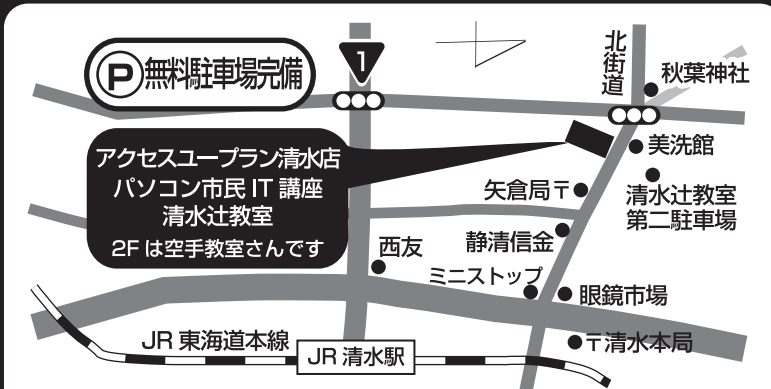 P無料駐車場完備
1
北街道
秋葉神社
アクセスユープラン清水店
パソコン市民IT講座
清水辻教室
2Fは空手教室さんです
美洗館
矢倉局〒
清水辻教室
第二駐車場
静清信金
西友
ミニストップ
眼鏡市場
JR東海道本線
JR清水駅
〒清水本局